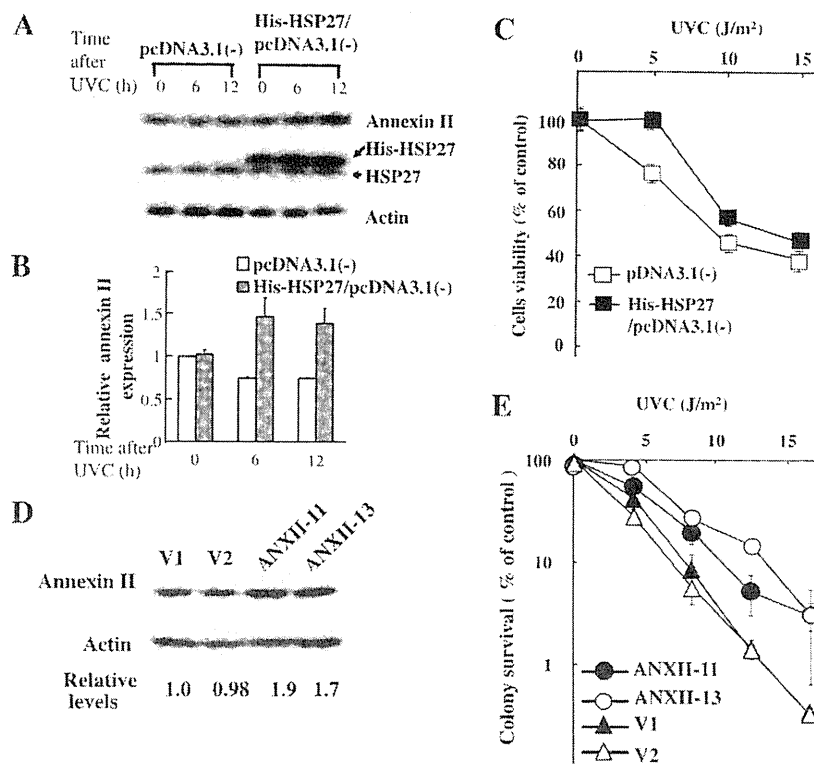 A
Time after UVC (h)
pcDNA3.1(-)
His-HSP27/
pcDNA3.1(-)
0 6 12 0 6 12
Annexin II
His-HSP27
HSP27
Actin
B
pcDNA3.1(-)
His-HSP27/pcDNA3.1(-)
Relative annexin II
expression
2
1.5
1
0.5
0
Time after
UVC (h)
0 6 12
C
UVC (J/m²)
0 5 10 15
Cells viability ( % of control)
100
80
60
40
20
0
pDNA3.1(-)
His-HSP27
/pcDNA3.1(-)
D
V1 V2 ANXII-11 ANXII-13
Annexin II
Actin
Relative
levels
1.0 0.98 1.9 1.7
E
UVC (J/m²)
0 5 10 15
Colony survival ( % of control)
100
10
1
ANXII-11
ANXII-13
V1
V2